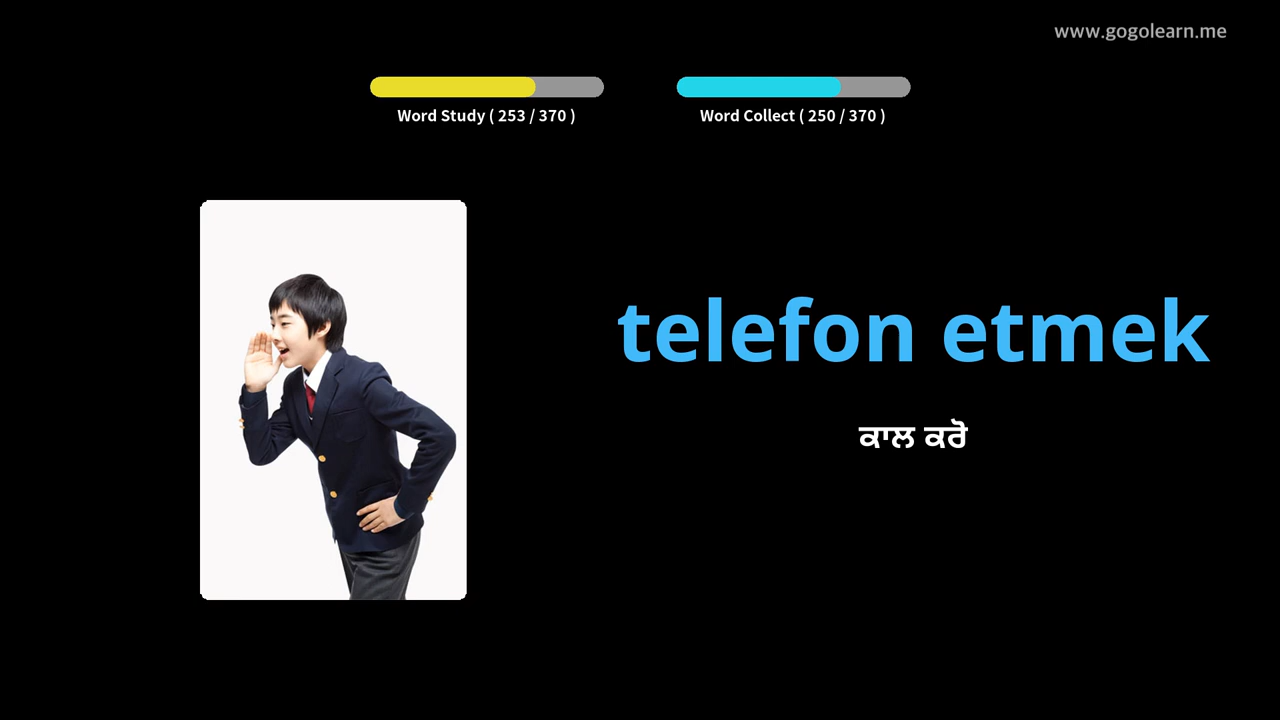 www.gogolearn.me
Word Study ( 253 / 370 )
Word Collect ( 250 / 370 )
telefon etmek
ਕਾਲ ਕਰੋ